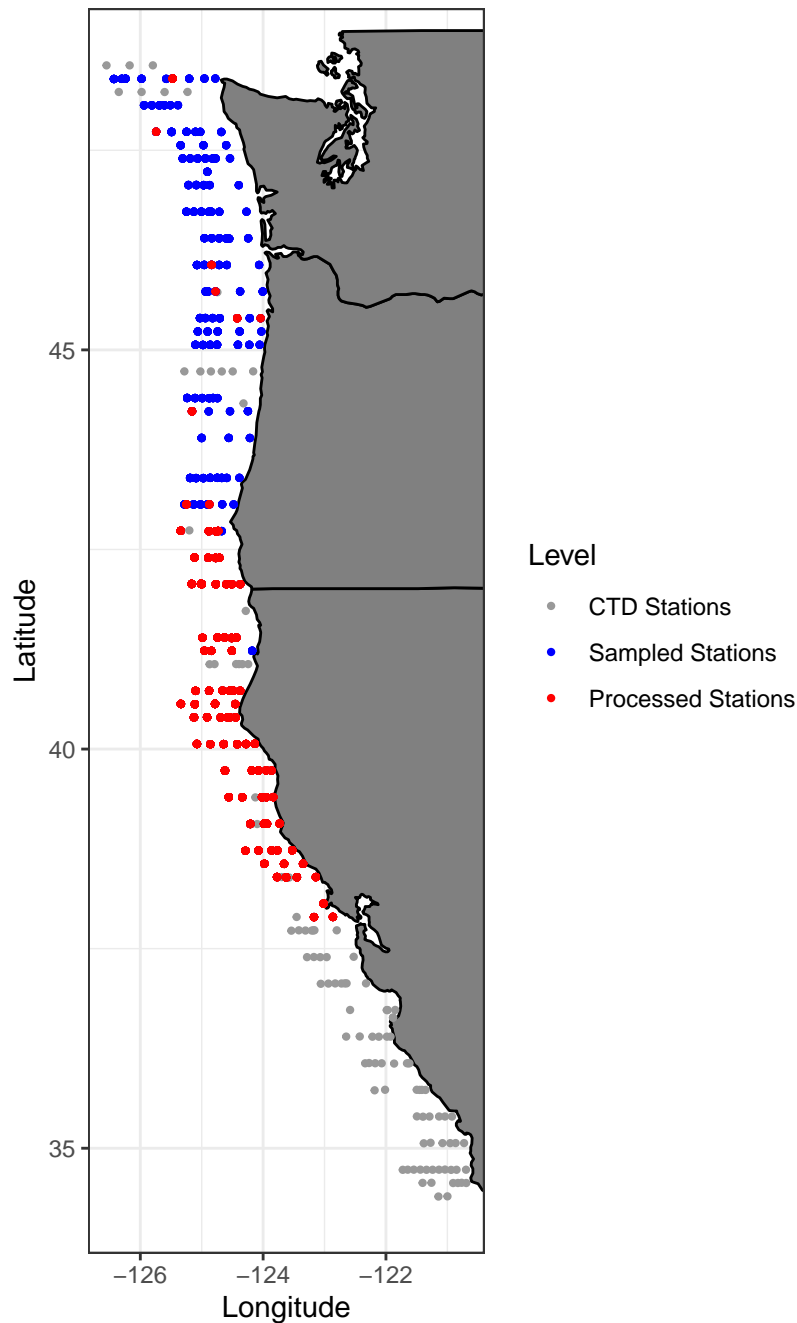 45
40
35
Latitude
−126
−124
−122
Longitude
Level
CTD Stations
Sampled Stations
Processed Stations